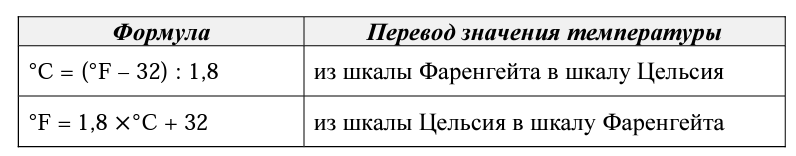 Формула Перевод значения температуры
°C = (°F – 32) : 1,8 из шкалы Фаренгейта в шкалу Цельсия
°F = 1,8 ×°C + 32 из шкалы Цельсия в шкалу Фаренгейта